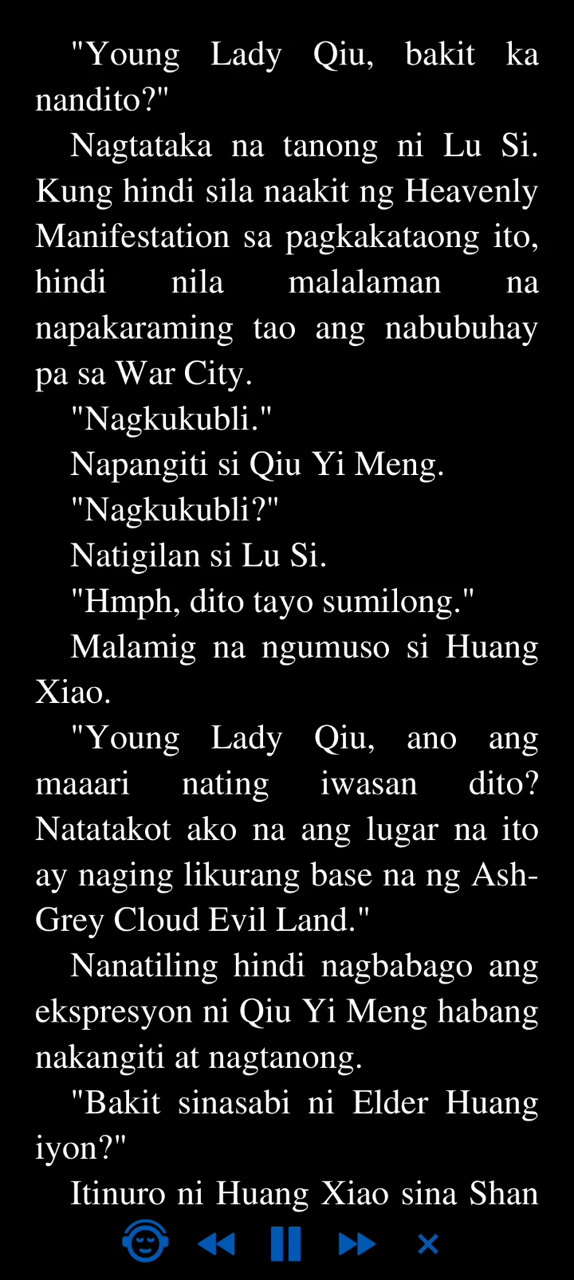 "Young Lady Qiu, bakit ka
nandito?"
Nagtataka na tanong ni Lu Si.
Kung hindi sila naakit ng Heavenly
Manifestation sa pagkakataong ito,
hindi nila malalaman na
napakaraming tao ang nabubuhay
pa sa War City.
"Nagkukubli."
Napangiti si Qiu Yi Meng.
"Nagkukubli?"
Natigilan si Lu Si.
"Hmph, dito tayo sumilong."
Malamig na ngumuso si Huang
Xiao.
"Young Lady Qiu, ano ang
maaari nating iwasan dito?
Natatakot ako na ang lugar na ito
ay naging likurang base na ng Ash-
Grey Cloud Evil Land."
Nanatiling hindi nagbabago ang
ekspresyon ni Qiu Yi Meng habang
nakangiti at nagtanong.
"Bakit sinasabi ni Elder Huang
iyon?"
Itinuro ni Huang Xiao sina Shan